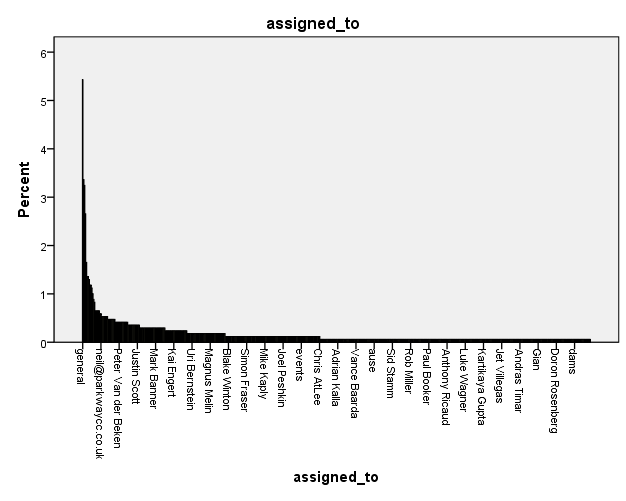 assigned_to
6
5
4
3
2
1
0
Percent
general
neil@parkwaycc.co.uk
Peter Van der Beken
Justin Scott
Mark Banner
Kai Engert
Uri Bernstein
Magnus Melin
Blake Winton
Simon Fraser
Mike Kaply
Joel Peshkin
events
Chris AtLee
Adrian Kalla
Vance Baarda
ause
Sid Stamm
Rob Miller
Paul Booker
Anthony Ricaud
Luke Wagner
Kartikaya Gupta
Jet Villegas
Andras Timar
Gian
Doron Rosenberg
dams
assigned_to